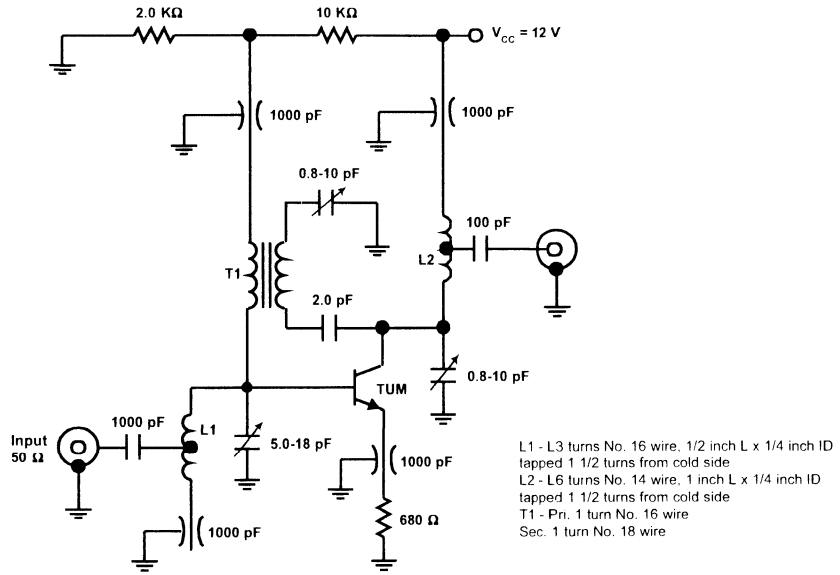 2.0 KΩ
10 KΩ
V_CC = 12 V
1000 pF
1000 pF
0.8-10 pF
100 pF
T1
L2
2.0 pF
0.8-10 pF
TUM
1000 pF
L1
Input
50 Ω
5.0-18 pF
1000 pF
1000 pF
680 Ω
L1 - L3 turns No. 16 wire, 1/2 inch L x 1/4 inch ID
tapped 1 1/2 turns from cold side
L2 - L6 turns No. 14 wire, 1 inch L x 1/4 inch ID
tapped 1 1/2 turns from cold side
T1 - Pri. 1 turn No. 16 wire
Sec. 1 turn No. 18 wire